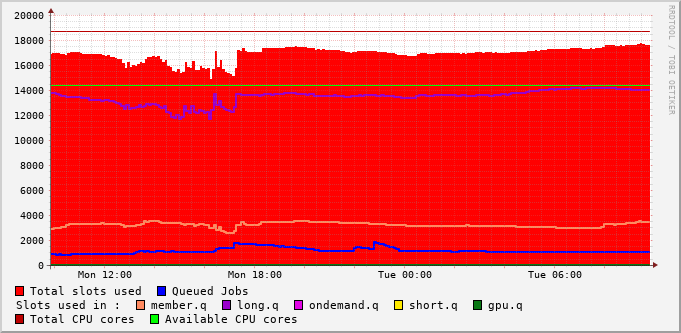 20000
18000
16000
14000
12000
10000
8000
6000
4000
2000
0
Mon 12:00 Mon 18:00 Tue 00:00 Tue 06:00
RRDTOOL / TOBI OETIKER
Total slots used Queued Jobs
Slots used in : member.q long.q ondemand.q short.q gpu.q
Total CPU cores Available CPU cores